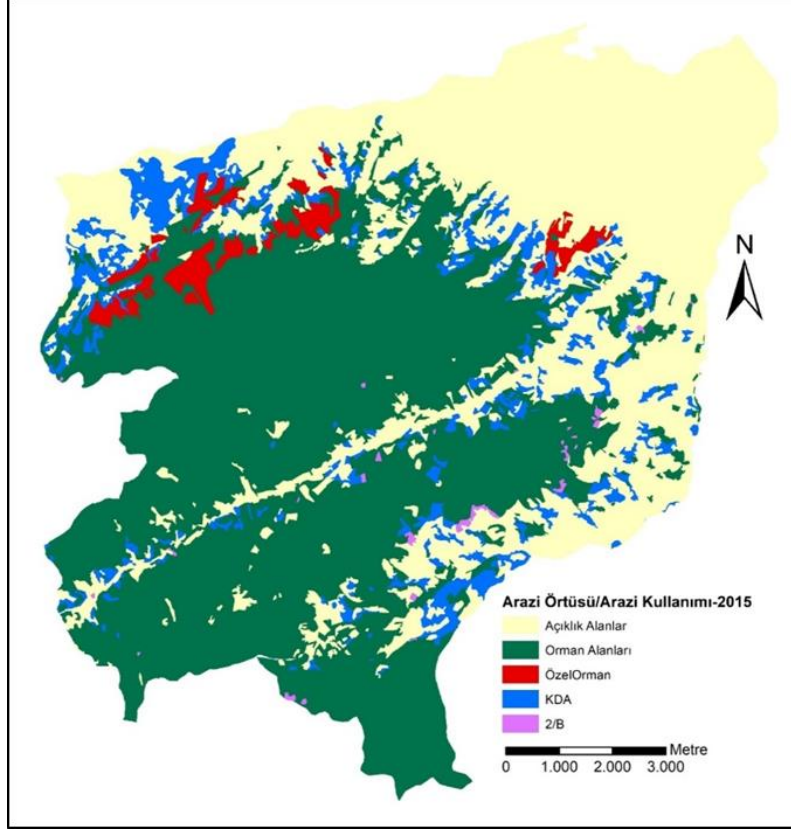 N
Arazi Örtüsü/Arazi Kullanımı-2015
Açıklık Alanlar
Orman Alanları
ÖzelOrman
KDA
2/B
Metre
0 1.000 2.000 3.000